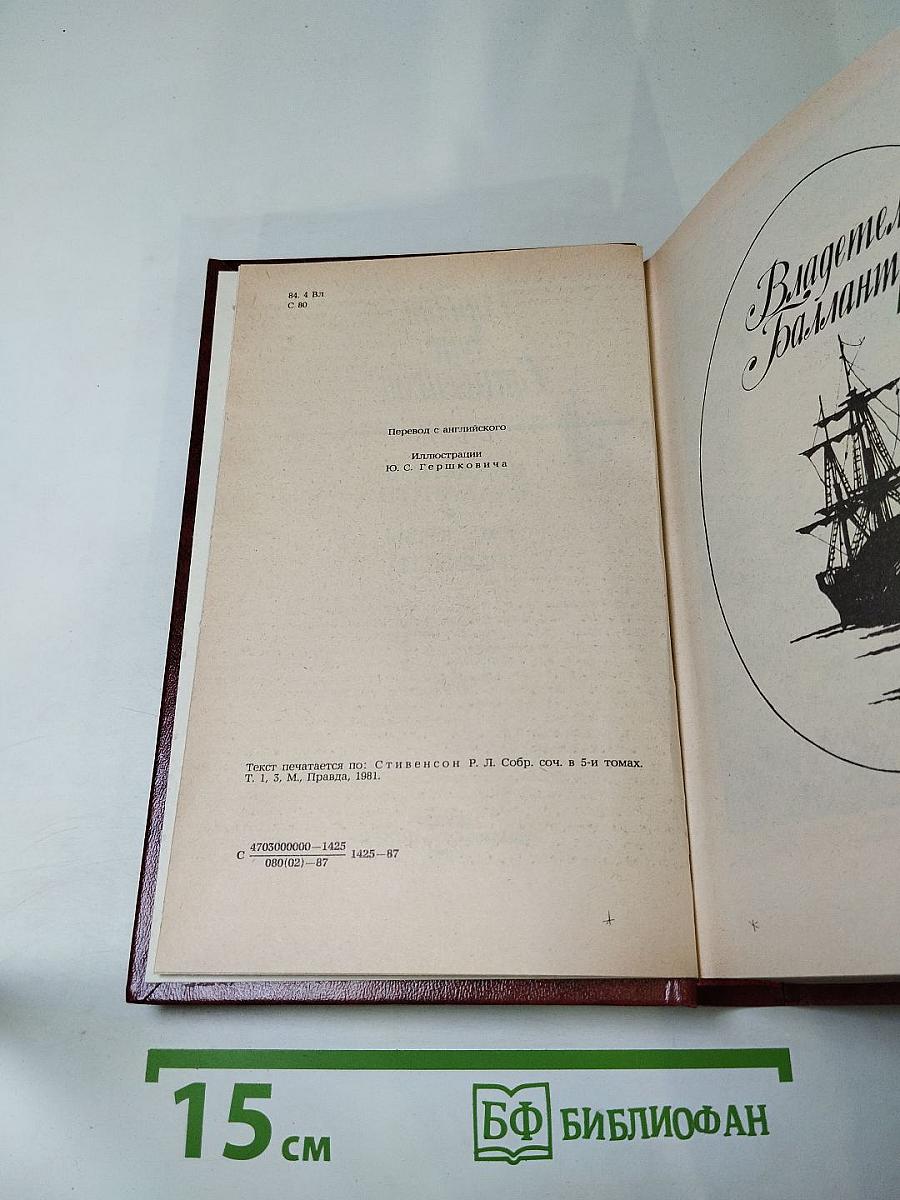 84. 4 Вл
С 80
Перевод с английского
Иллюстрации
Ю. С. Гершковича
Текст печатается по: Стивенсон Р. Л. Собр. соч. в 5-и томах.
Т. 1, 3, М., Правда, 1981.
С 4703000000—1425 1425—87
080(02)—87
15 см
БФ БИБЛИОФАН